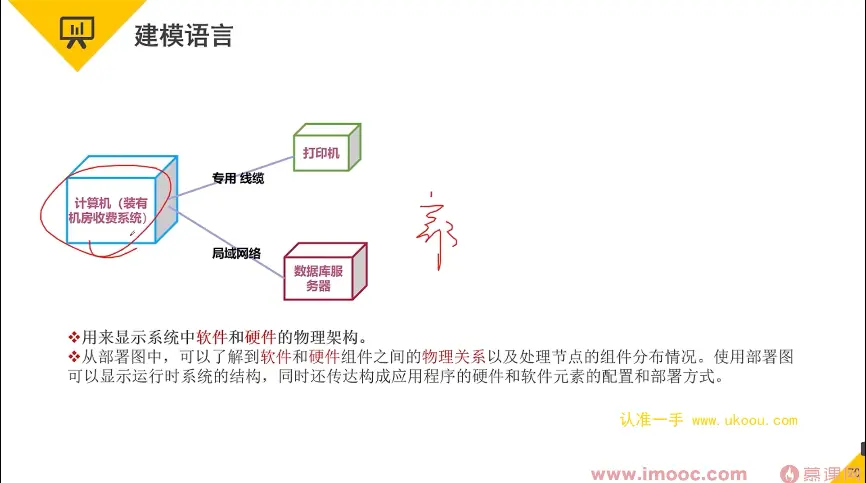 建模语言
打印机
专用 线缆
计算机（装有
机房收费系统）
局域网络
数据库服
务器
❖用来显示系统中软件和硬件的物理架构。
❖从部署图中，可以了解到软件和硬件组件之间的物理关系以及处理节点的组件分布情况。使用部署图
可以显示运行时系统的结构，同时还传达构成应用程序的硬件和软件元素的配置和部署方式。
认准一手 www.ukoou.com
www.imooc.com